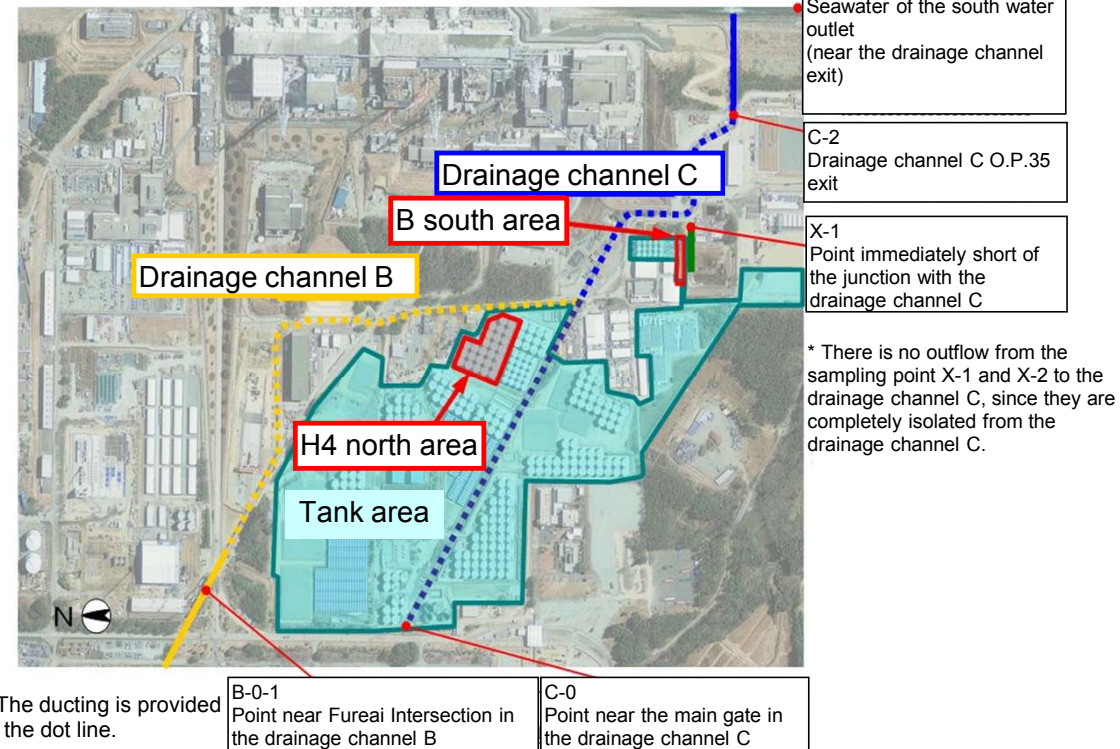 Seawater of the south water
outlet
(near the drainage channel
exit)
C-2
Drainage channel C O.P.35
exit
Drainage channel C
B south area
X-1
Point immediately short of
the junction with the
drainage channel C
Drainage channel B
* There is no outflow from the
sampling point X-1 and X-2 to the
drainage channel C, since they are
completely isolated from the
drainage channel C.
H4 north area
Tank area
N
The ducting is provided
the dot line.
B-0-1
Point near Fureai Intersection in
the drainage channel B
C-0
Point near the main gate in
the drainage channel C